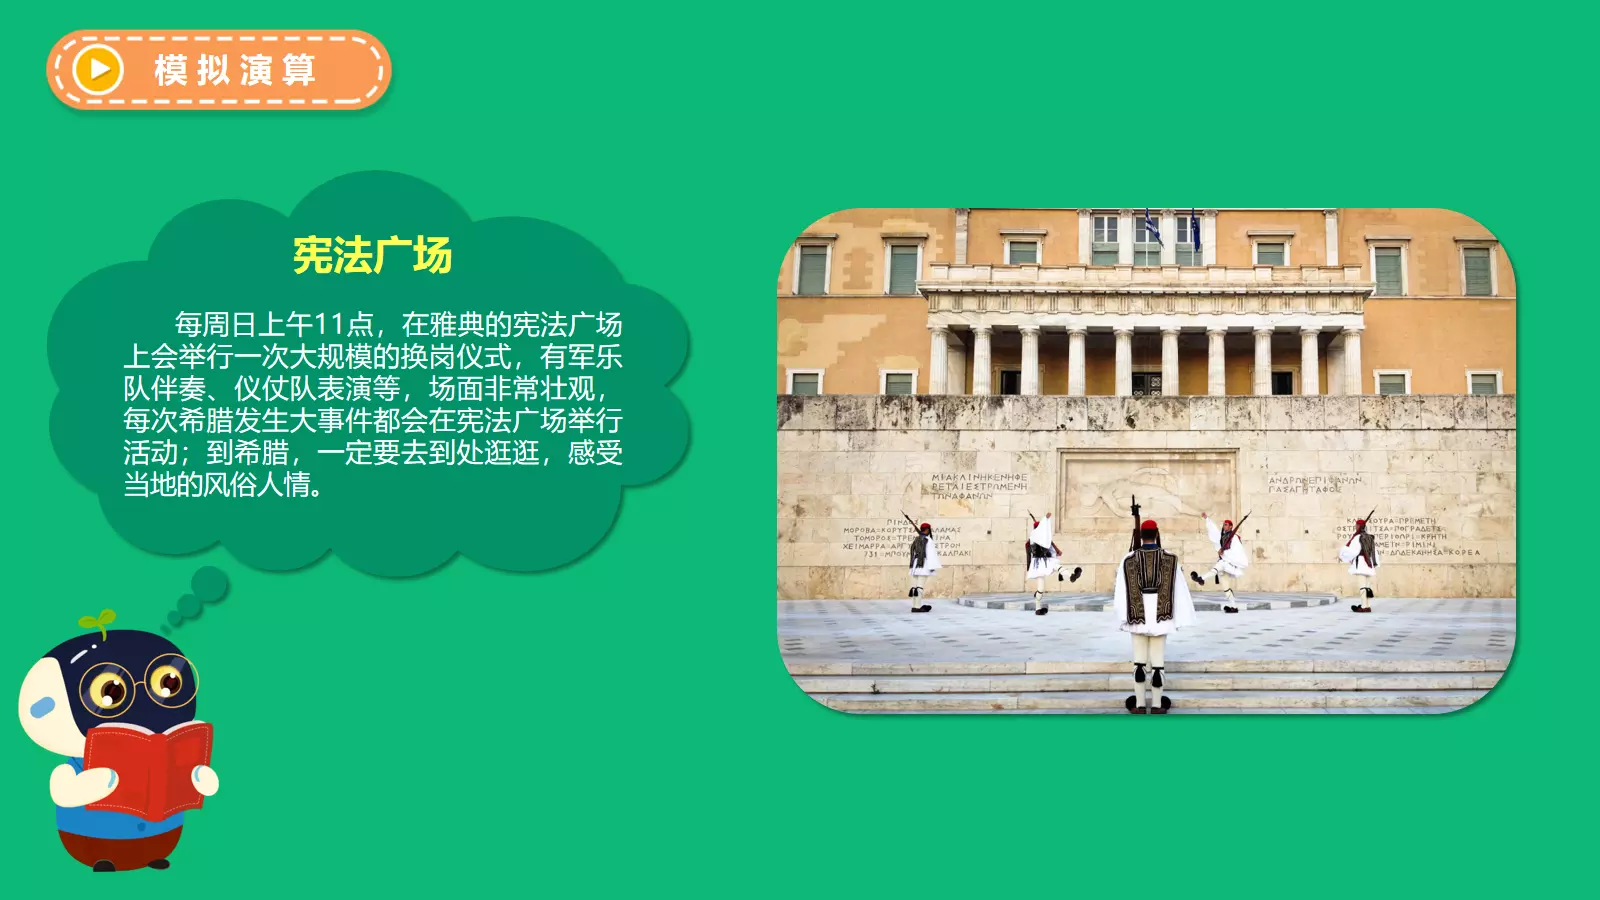 模拟演算
宪法广场
每周日上午11点，在雅典的宪法广场
上会举行一次大规模的换岗仪式，有军乐
队伴奏、仪仗队表演等，场面非常壮观，
每次希腊发生大事件都会在宪法广场举行
活动；到希腊，一定要去到处逛逛，感受
当地的风俗人情。